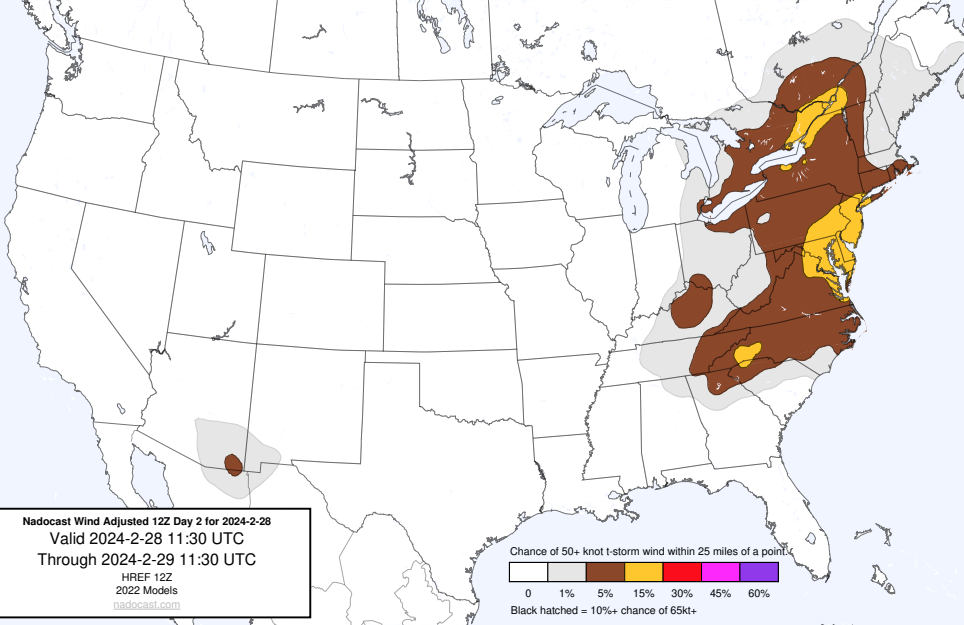 Nadocast Wind Adjusted 12Z Day 2 for 2024-2-28
Valid 2024-2-28 11:30 UTC
Through 2024-2-29 11:30 UTC
HREF 12Z
2022 Models
nadocast.com
Chance of 50+ knot t-storm wind within 25 miles of a point.
0 1% 5% 15% 30% 45% 60%
Black hatched = 10%+ chance of 65kt+